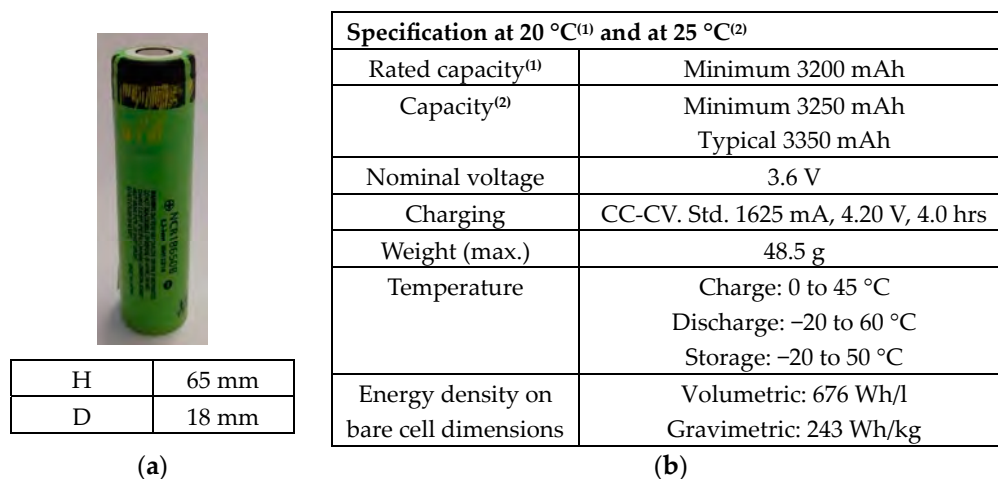 NCR18650B
H 65 mm
D 18 mm
(a)
Specification at 20 °C(1) and at 25 °C(2)
Rated capacity(1) Minimum 3200 mAh
Capacity(2) Minimum 3250 mAh
Typical 3350 mAh
Nominal voltage 3.6 V
Charging CC-CV. Std. 1625 mA, 4.20 V, 4.0 hrs
Weight (max.) 48.5 g
Temperature Charge: 0 to 45 °C
Discharge: −20 to 60 °C
Storage: −20 to 50 °C
Energy density on Volumetric: 676 Wh/l
bare cell dimensions Gravimetric: 243 Wh/kg
(b)